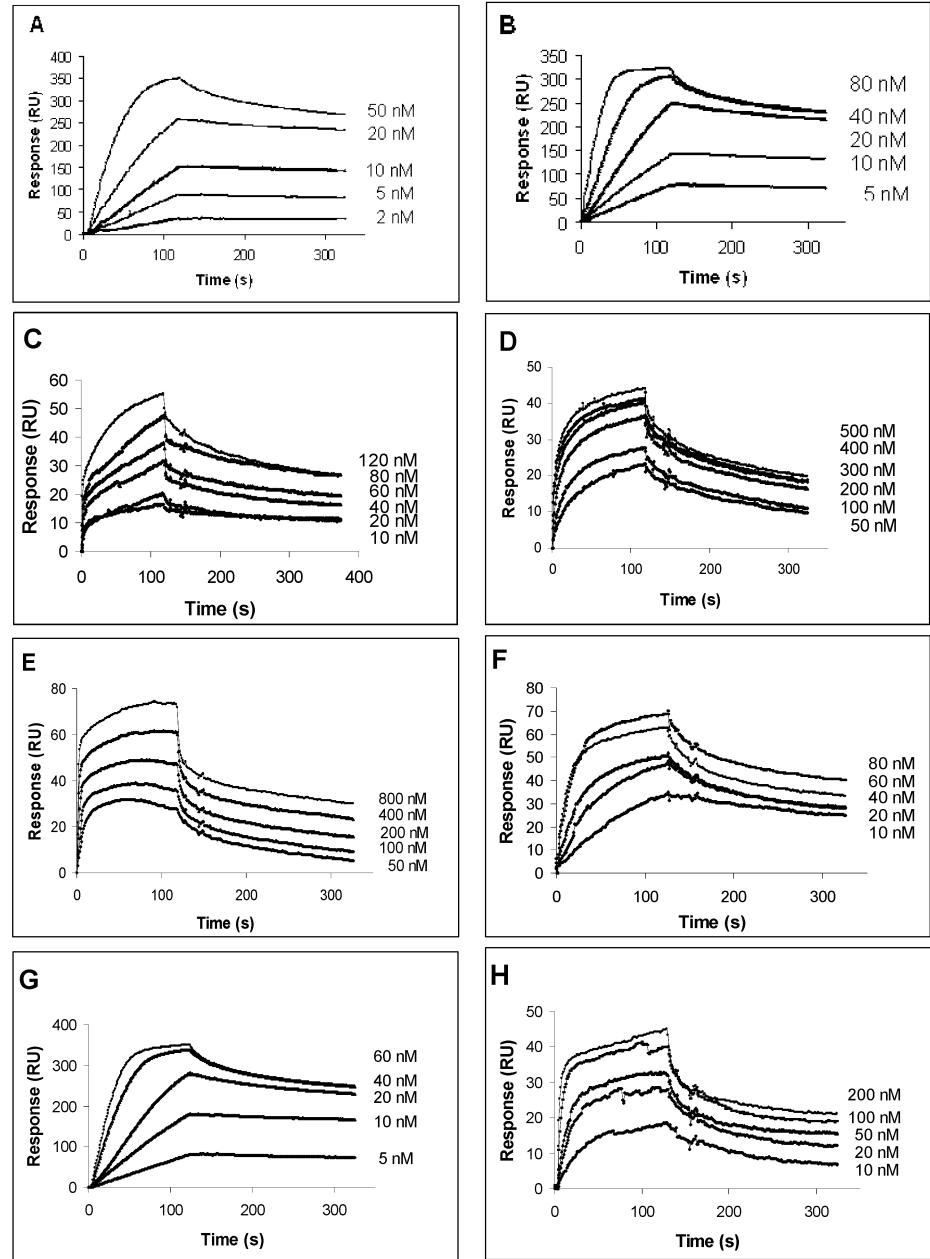 A
Response (RU)
400
350
300
250
200
150
100
50
0
50 nM
20 nM
10 nM
5 nM
2 nM
0 100 200 300
Time (s)
B
Response (RU)
350
300
250
200
150
100
50
0
80 nM
40 nM
20 nM
10 nM
5 nM
0 100 200 300
Time (s)
C
Response (RU)
60
50
40
30
20
10
0
120 nM
80 nM
60 nM
40 nM
20 nM
10 nM
0 100 200 300 400
Time (s)
D
Response (RU)
50
40
30
20
10
0
500 nM
400 nM
300 nM
200 nM
100 nM
50 nM
0 100 200 300
Time (s)
E
Response (RU)
80
60
40
20
0
800 nM
400 nM
200 nM
100 nM
50 nM
0 100 200 300
Time (s)
F
Response (RU)
80
70
60
50
40
30
20
10
0
80 nM
60 nM
40 nM
20 nM
10 nM
0 100 200 300
Time (s)
G
Response (RU)
400
300
200
100
0
60 nM
40 nM
20 nM
10 nM
5 nM
0 100 200 300
Time (s)
H
Response (RU)
50
40
30
20
10
0
200 nM
100 nM
50 nM
20 nM
10 nM
0 100 200 300
Time (s)